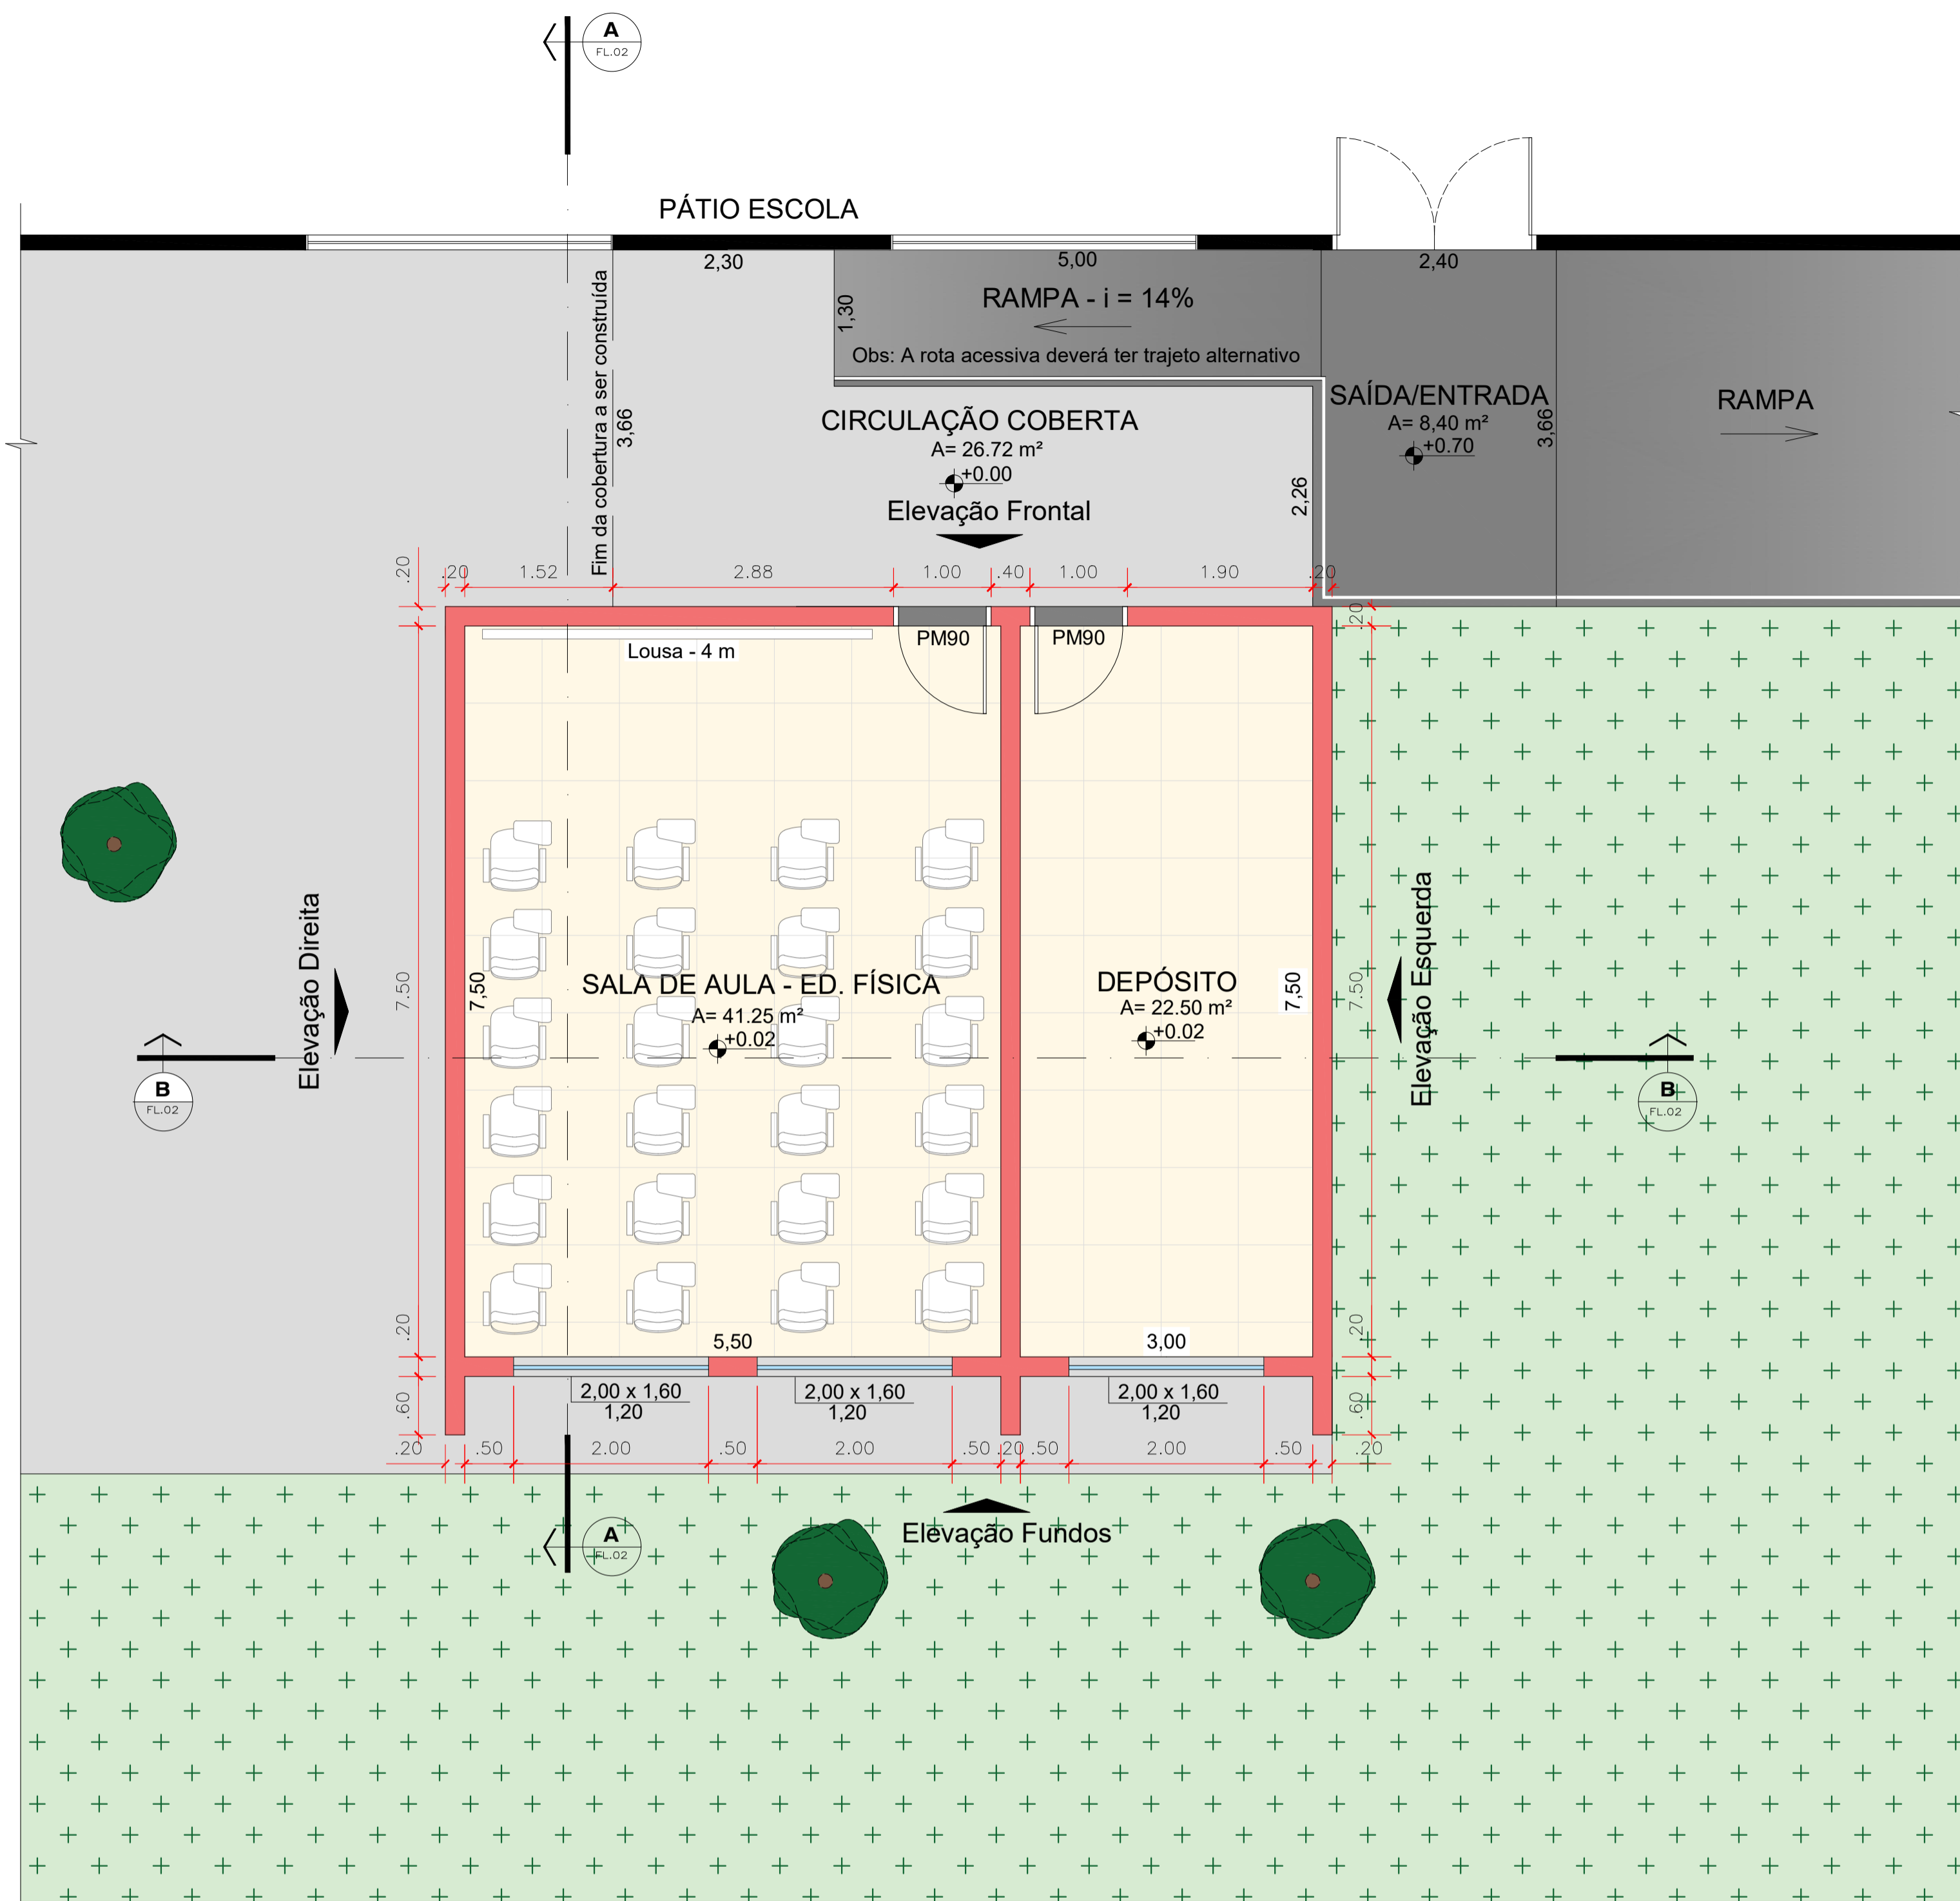 A
FL.02
PÁTIO ESCOLA
2,30
5,00
2,40
Fim da cobertura a ser construída
1,30
RAMPA - i = 14%
Obs: A rota acessiva deverá ter trajeto alternativo
3,66
CIRCULAÇÃO COBERTA
A= 26.72 m²
+0.00
Elevação Frontal
2,26
SAÍDA/ENTRADA
A= 8,40 m²
+0.70
3,66
RAMPA
.20
.20
1.52
2.88
1.00
.40
1.00
1.90
.20
.20
Lousa - 4 m
PM90
PM90
Elevação Direita
7.50
7,50
SALA DE AULA - ED. FÍSICA
A= 41.25 m²
+0.02
DEPÓSITO
A= 22.50 m²
+0.02
7,50
7.50
Elevação Esquerda
B
FL.02
B
FL.02
.20
5,50
3,00
.20
.60
2,00 x 1,60
1,20
2,00 x 1,60
1,20
2,00 x 1,60
1,20
.60
.20
.50
2.00
.50
2.00
.50
.20
.50
2.00
.50
.20
Elevação Fundos
A
FL.02